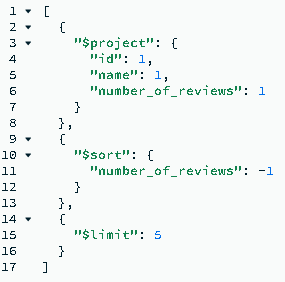 1 [
2 {
3 "$project": {
4 "id": 1,
5 "name": 1,
6 "number_of_reviews": 1
7 }
8 },
9 {
10 "$sort": {
11 "number_of_reviews": -1
12 }
13 },
14 {
15 "$limit": 5
16 }
17 ]